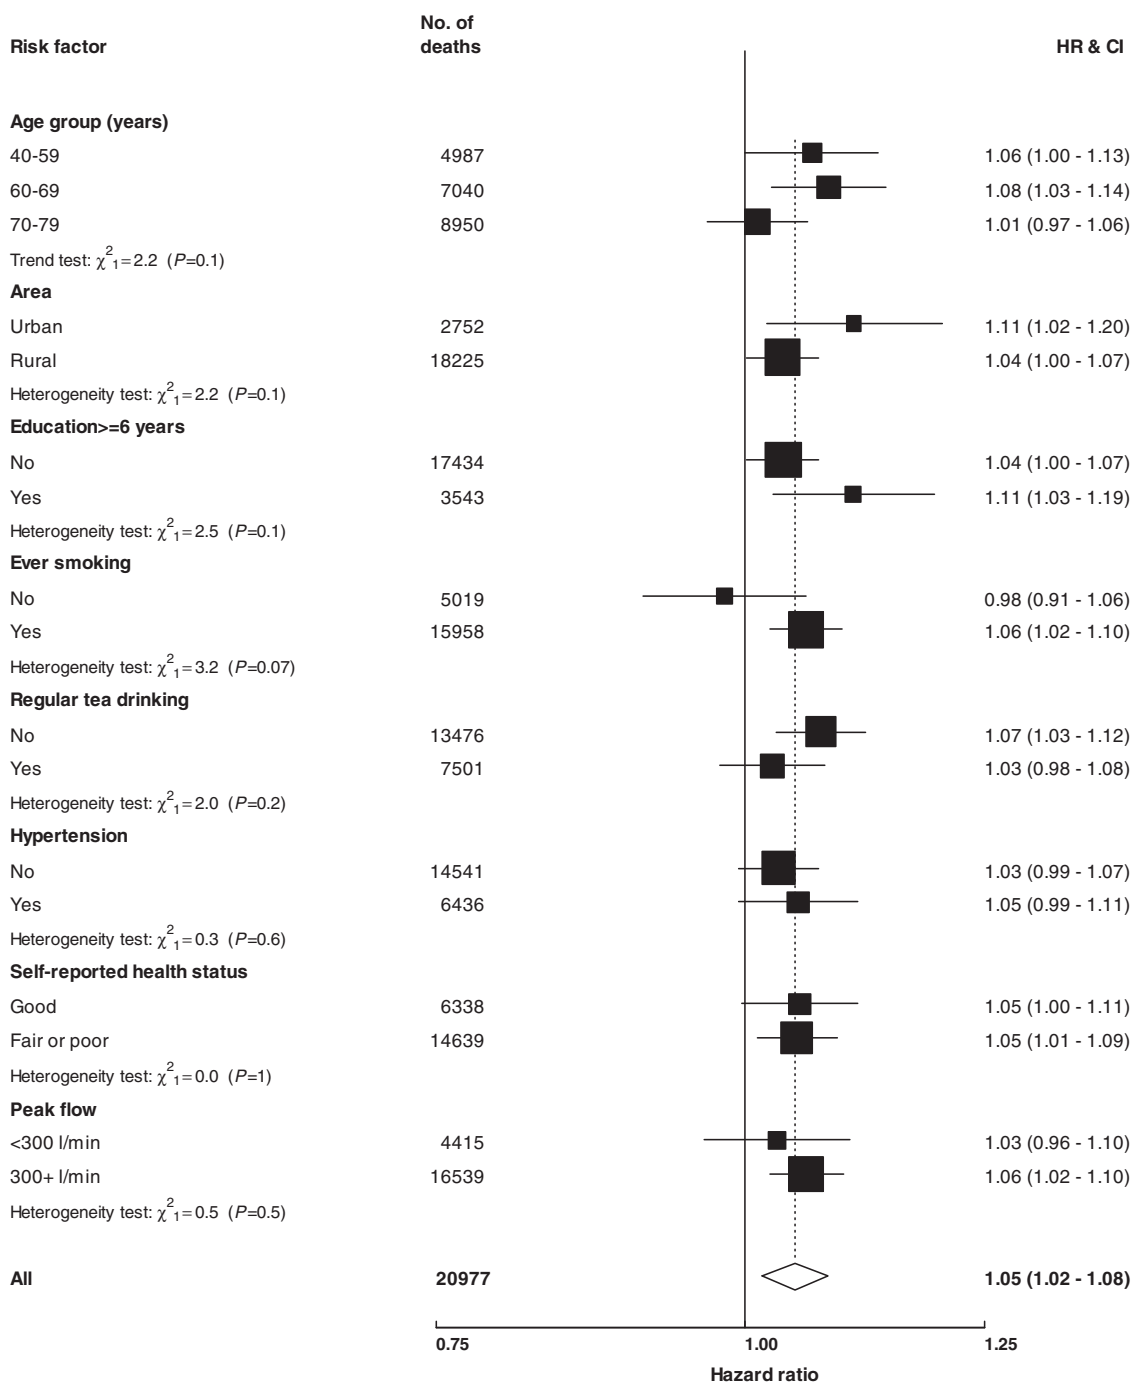 Risk factor No. of deaths HR & CI
Age group (years)
40-59 4987 1.06 (1.00 - 1.13)
60-69 7040 1.08 (1.03 - 1.14)
70-79 8950 1.01 (0.97 - 1.06)
Trend test: χ²₁=2.2 (P=0.1)
Area
Urban 2752 1.11 (1.02 - 1.20)
Rural 18225 1.04 (1.00 - 1.07)
Heterogeneity test: χ²₁=2.2 (P=0.1)
Education>=6 years
No 17434 1.04 (1.00 - 1.07)
Yes 3543 1.11 (1.03 - 1.19)
Heterogeneity test: χ²₁=2.5 (P=0.1)
Ever smoking
No 5019 0.98 (0.91 - 1.06)
Yes 15958 1.06 (1.02 - 1.10)
Heterogeneity test: χ²₁=3.2 (P=0.07)
Regular tea drinking
No 13476 1.07 (1.03 - 1.12)
Yes 7501 1.03 (0.98 - 1.08)
Heterogeneity test: χ²₁=2.0 (P=0.2)
Hypertension
No 14541 1.03 (0.99 - 1.07)
Yes 6436 1.05 (0.99 - 1.11)
Heterogeneity test: χ²₁=0.3 (P=0.6)
Self-reported health status
Good 6338 1.05 (1.00 - 1.11)
Fair or poor 14639 1.05 (1.01 - 1.09)
Heterogeneity test: χ²₁=0.0 (P=1)
Peak flow
<300 l/min 4415 1.03 (0.96 - 1.10)
300+ l/min 16539 1.06 (1.02 - 1.10)
Heterogeneity test: χ²₁=0.5 (P=0.5)
All 20977 1.05 (1.02 - 1.08)
0.75 1.00 1.25
Hazard ratio